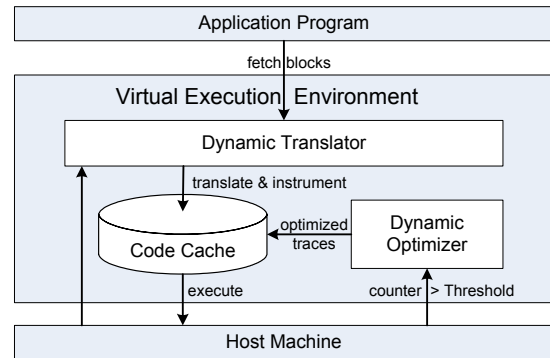 Application Program
fetch blocks
Virtual Execution Environment
Dynamic Translator
translate & instrument
Code Cache
optimized
traces
Dynamic
Optimizer
execute
counter > Threshold
Host Machine